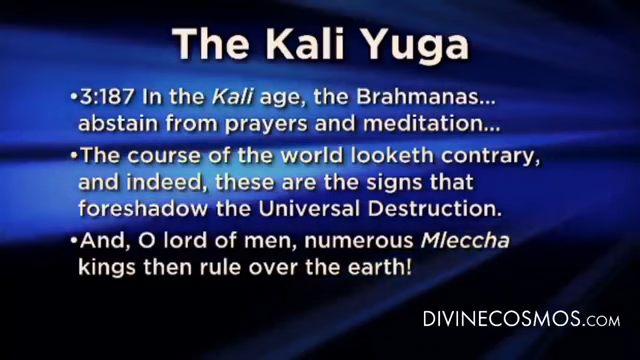 The Kali Yuga
•3:187 In the Kali age, the Brahmanas...
abstain from prayers and meditation...
•The course of the world looketh contrary,
and indeed, these are the signs that
foreshadow the Universal Destruction.
•And, O lord of men, numerous Mleccha
kings then rule over the earth!
DIVINECOSMOS.COM